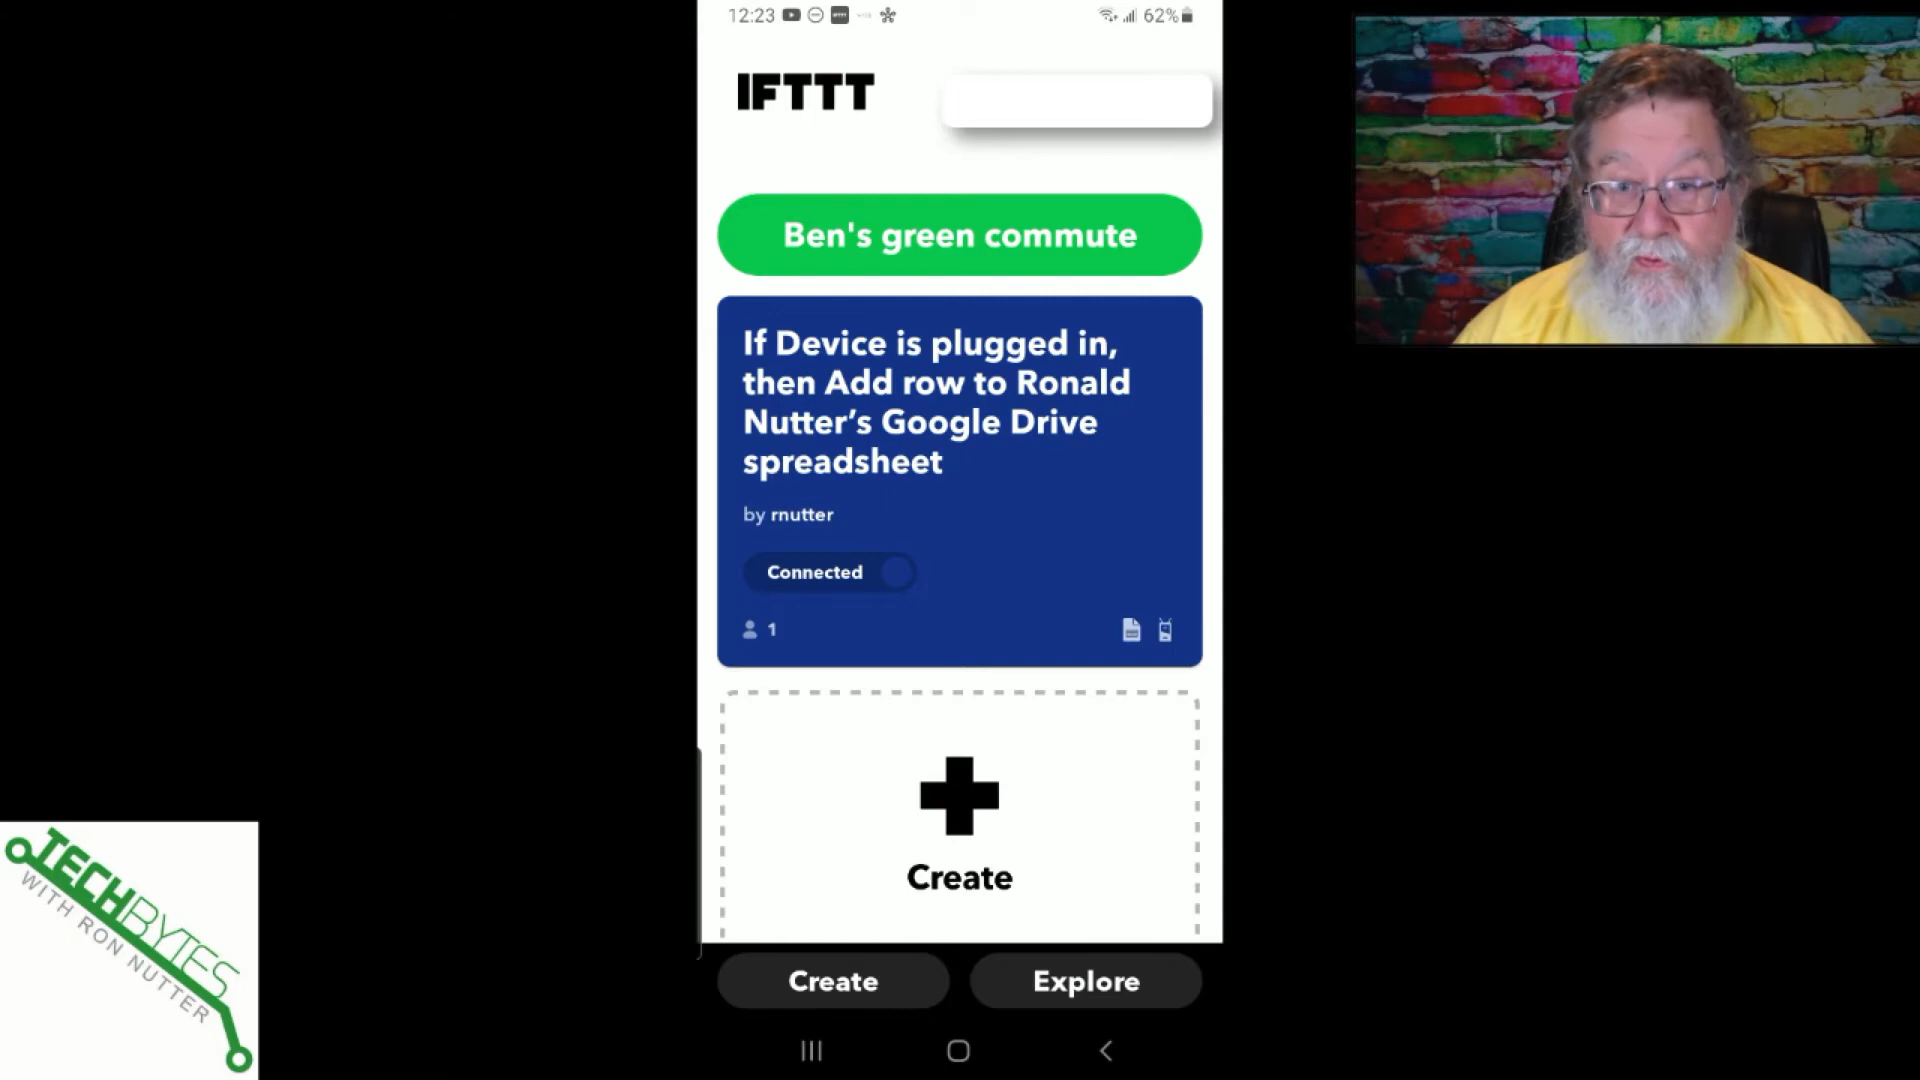 12:23
62%
IFTTT
Ben's green commute
If Device is plugged in,
then Add row to Ronald
Nutter’s Google Drive
spreadsheet
by rnutter
Connected
1
Create
Create
Explore
TECHBYTES
WITH RON NUTTER